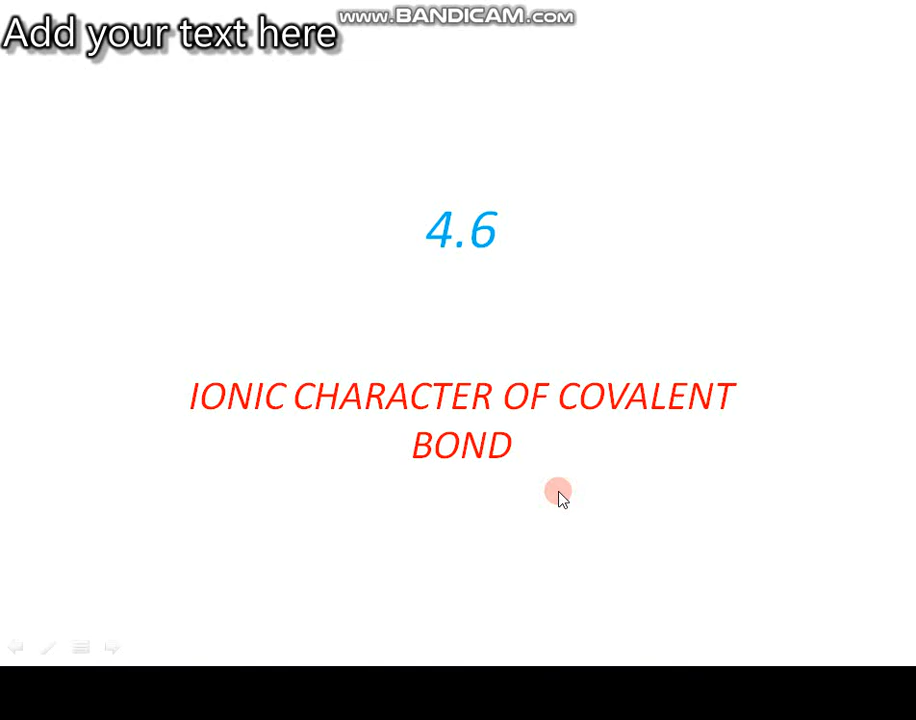 www.BANDICAM.com
Add your text here
4.6
IONIC CHARACTER OF COVALENT
BOND